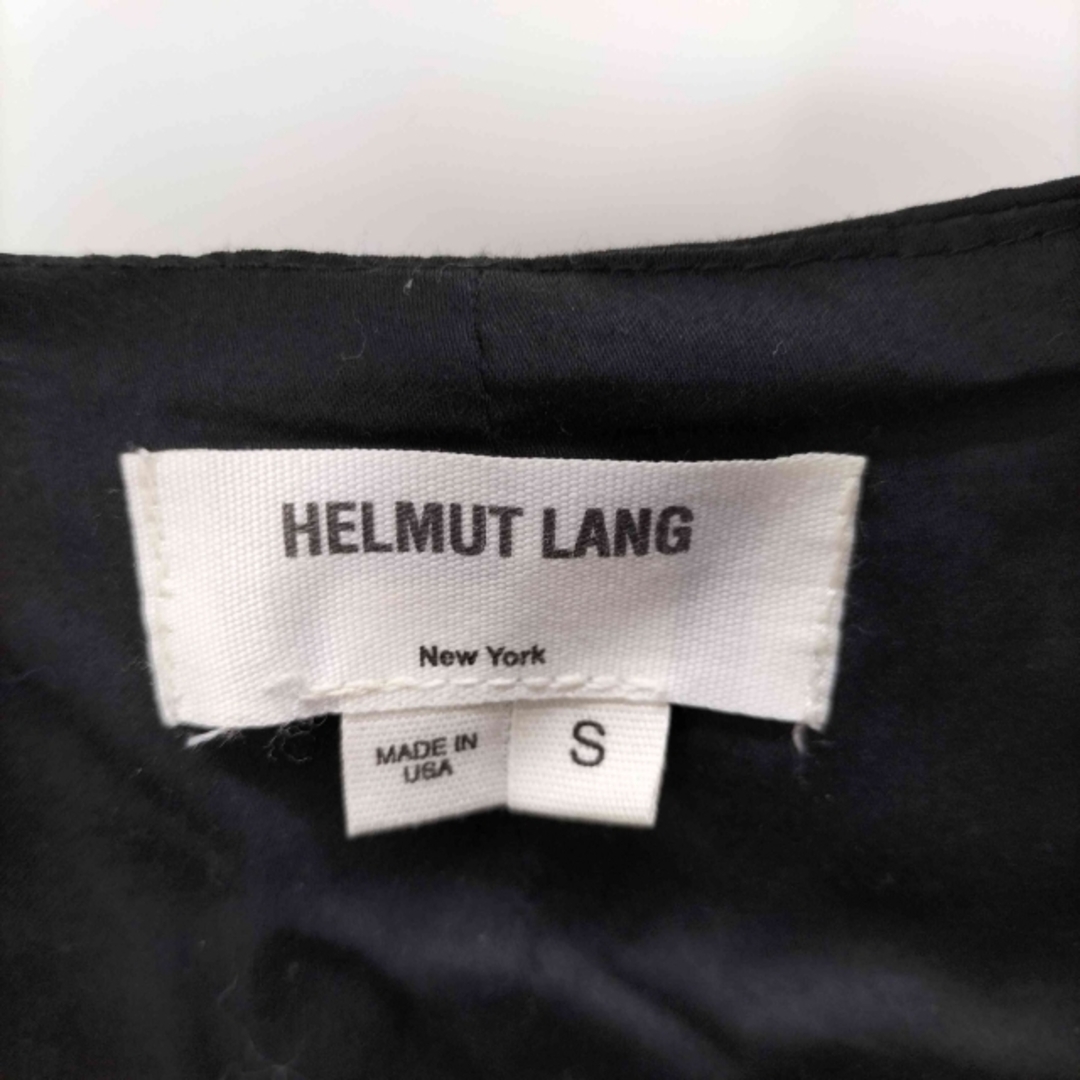 HELMUT LANG
New York
MADE IN
USA
S